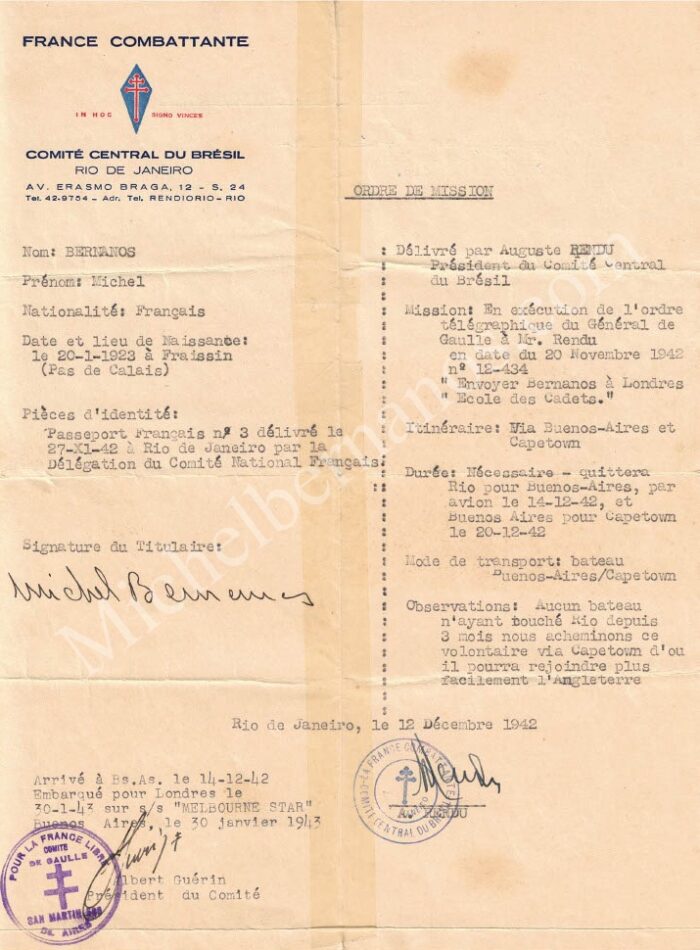 FRANCE COMBATTANTE
IN HOC SIGNO VINCES
COMITÉ CENTRAL DU BRÉSIL
RIO DE JANEIRO
AV. ERASMO BRAGA, 12 - S. 24
Tel. 42-9754 - Adr. Tel. RENDIORIO-RIO
ORDRE DE MISSION
Nom: BERNANOS
Prénom: Michel
Nationalité: Français
Date et lieu de Naissance:
le 20-1-1923 à Fraissin
(Pas de Calais)
Pièces d'identité:
Passeport Français nº 3 délivré le
27-XI-42 à Rio de Janeiro par la
Délégation du Comité National Français.
Signature du Titulaire:
Michel Bernanos
Délivré par Auguste RENDU
Président du Comité Central
du Brésil
Mission: En exécution de l'ordre
télégraphique du Général de
Gaulle à Mr. Rendu
en date du 20 Novembre 1942
nº 12-434
" Envoyer Bernanos à Londres
" Ecole des Cadets."
Itinéraire: Via Buenos-Aires et
Capetown
Durée: Nécessaire - quittera
Rio pour Buenos-Aires, par
avion le 14-12-42, et
Buenos Aires pour Capetown
le 20-12-42
Mode de transport: bateau
Buenos-Aires/Capetown
Observations: Aucun bateau
n'ayant touché Rio depuis
3 mois nous acheminons ce
volontaire via Capetown d'ou
il pourra rejoindre plus
facilement l'Angleterre
Rio de Janeiro, le 12 Décembre 1942
A. RENDU
LA FRANCE COMBATTANTE
COMITÉ CENTRAL DU BRÉSIL
Arrivé à Bs.As. le 14-12-42
Embarqué pour Londres le
30-1-43 sur s/s "MELBOURNE STAR"
Buenos Aires, le 30 janvier 1943
Albert Guérin
Président du Comité
POUR LA FRANCE LIBRE
COMITE
DE GAULLE
SAN MARTIN
Bs. AIRES